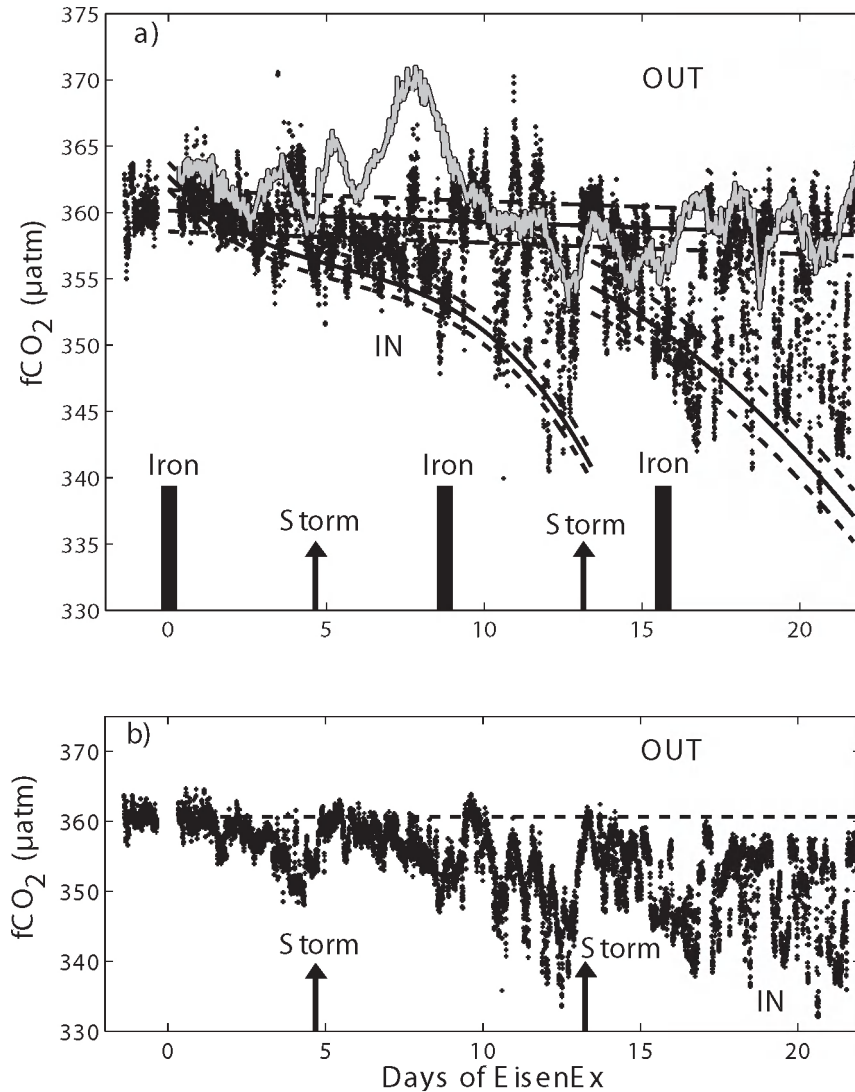 375
a)
370
OUT
365
360
355
350
IN
345
Iron
Iron
Iron
340
Storm
Storm
335
330
0
5
10
15
20
fCO2 (µatm)
b)
370
OUT
360
350
Storm
Storm
340
IN
330
0
5
10
15
20
fCO2 (µatm)
Days of EisenEx